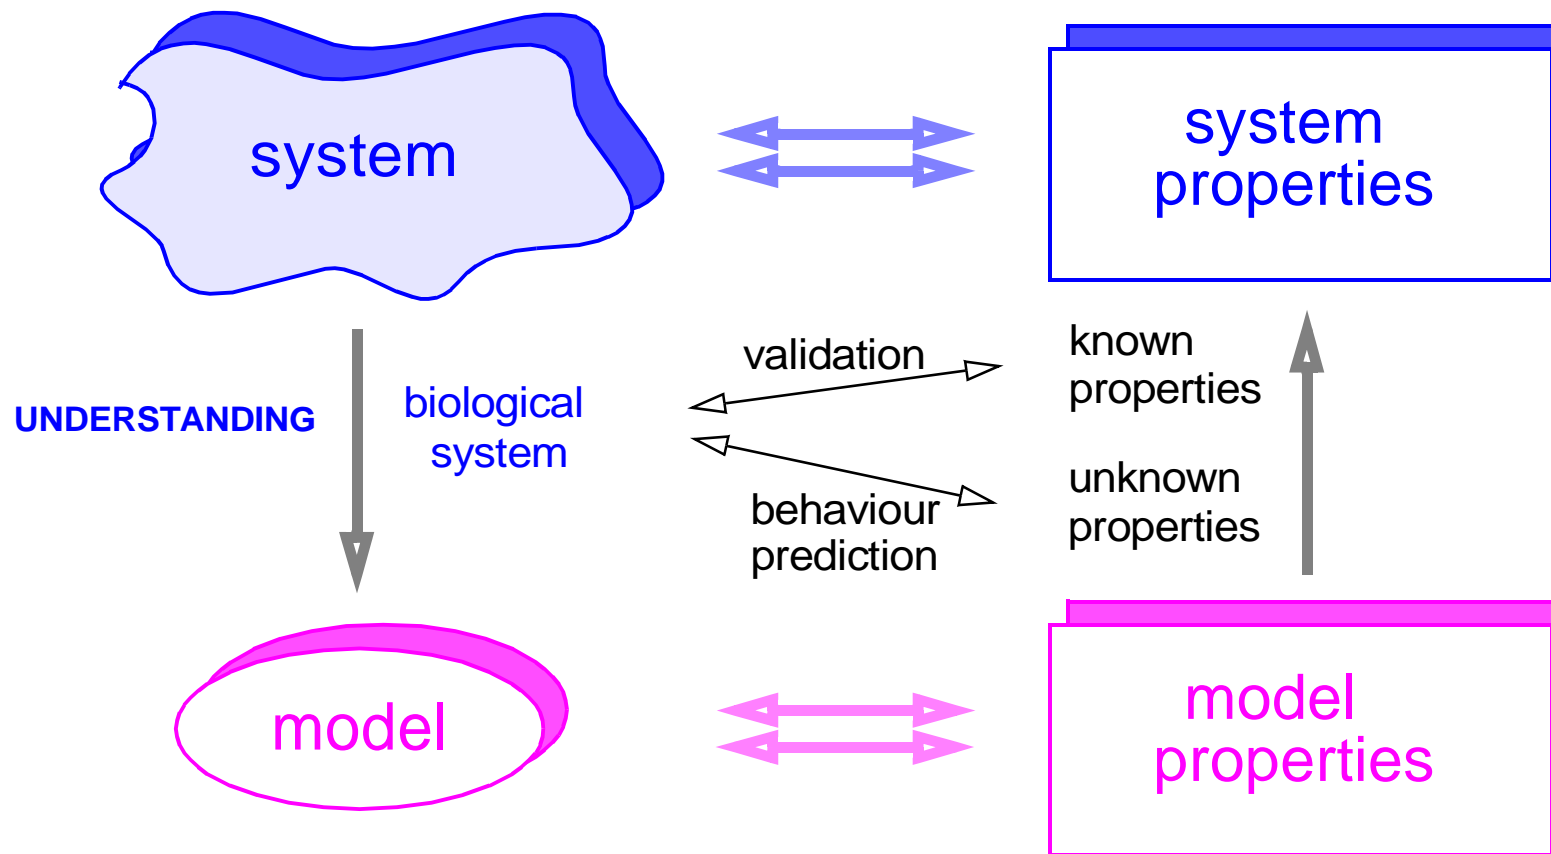 system
system
properties
validation
known
properties
UNDERSTANDING
biological
system
unknown
properties
behaviour
prediction
model
model
properties